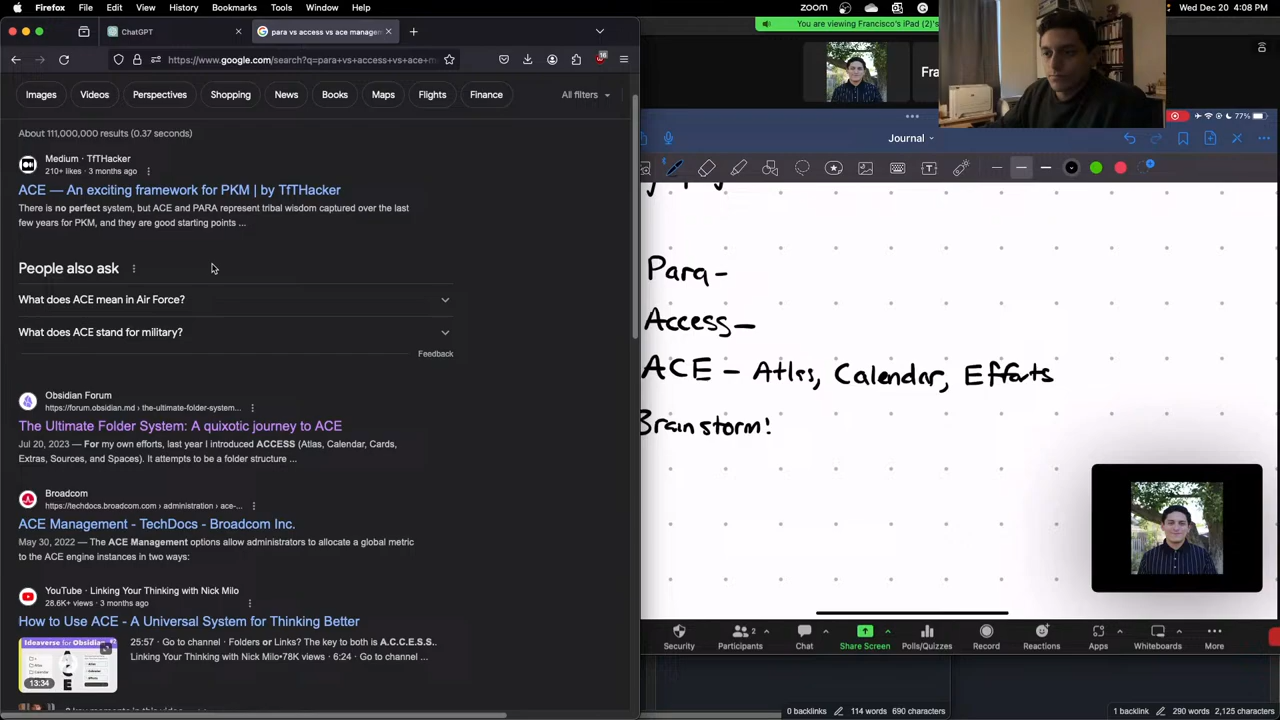 Firefox File Edit View History Bookmarks Tools Window Help
zoom
Wed Dec 20 4:08 PM
You are viewing Francisco's iPad (2)'s
ChatGPT
para vs access vs ace manager
https://www.google.com/search?q=para+vs+access+vs+ace+m
Images Videos Perspectives Shopping News Books Maps Flights Finance
All filters
About 111,000,000 results (0.37 seconds)
Medium · TfTHacker
210+ likes · 3 months ago
ACE — An exciting framework for PKM | by TfTHacker
There is no perfect system, but ACE and PARA represent tribal wisdom captured over the last
few years for PKM, and they are good starting points ...
People also ask
What does ACE mean in Air Force?
What does ACE stand for military?
Feedback
Obsidian Forum
https://forum.obsidian.md › the-ultimate-folder-system...
The Ultimate Folder System: A quixotic journey to ACE
Jul 20, 2023 — For my own efforts, last year I introduced ACCESS (Atlas, Calendar, Cards,
Extras, Sources, and Spaces). It attempts to be a folder structure ...
Broadcom
https://techdocs.broadcom.com › administration › ace-...
ACE Management - TechDocs - Broadcom Inc.
May 30, 2022 — The ACE Management options allow administrators to allocate a global metric
to the ACE engine instances in two ways:
YouTube · Linking Your Thinking with Nick Milo
28.6K+ views · 3 months ago
How to Use ACE - A Universal System for Thinking Better
25:57 · Go to channel · Folders or Links? The key to both is A.C.C.E.S.S..
Linking Your Thinking with Nick Milo•78K views · 6:24 · Go to channel ...
13:34
Fra
77%
Journal
Para -
Access -
ACE - Atlas, Calendar, Efforts
Brainstorm!
Security Participants 2 Chat Share Screen Polls/Quizzes Record Reactions Apps Whiteboards More
0 backlinks 114 words 690 characters
1 backlink 290 words 2,125 characters